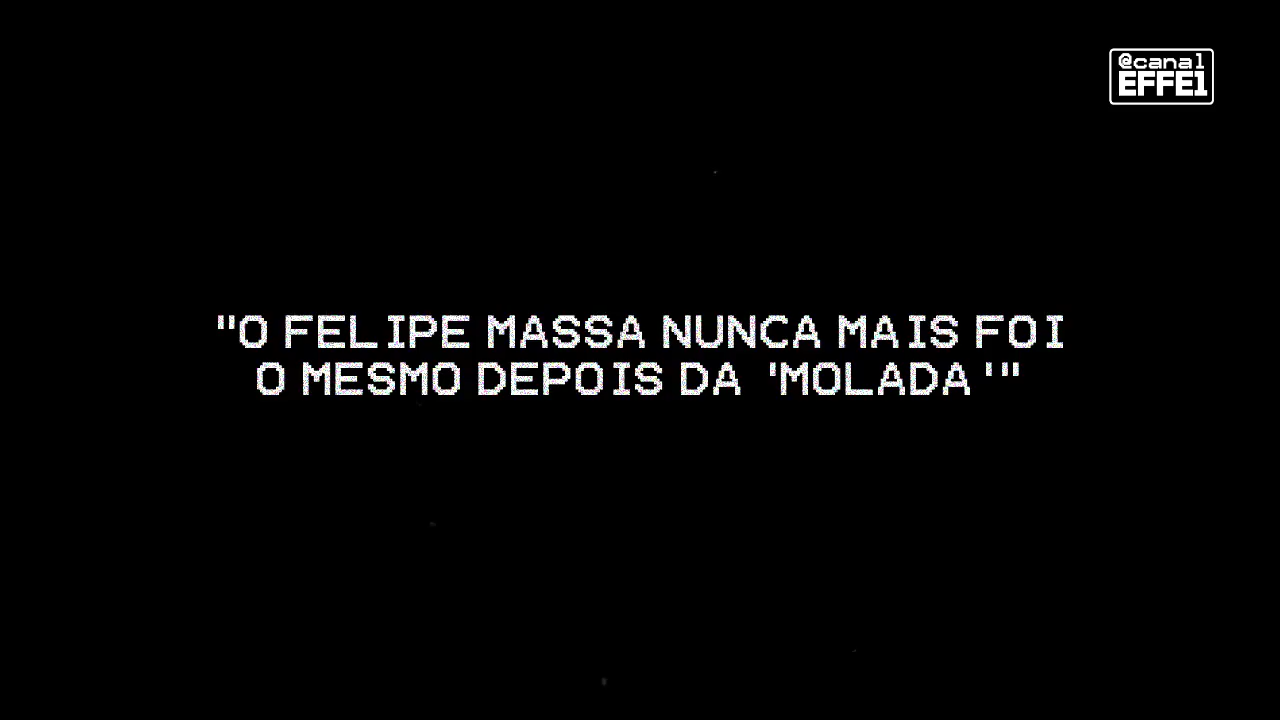 @canal
EFFE1
"O FELIPE MASSA NUNCA MAIS FOI
O MESMO DEPOIS DA 'MOLADA'"